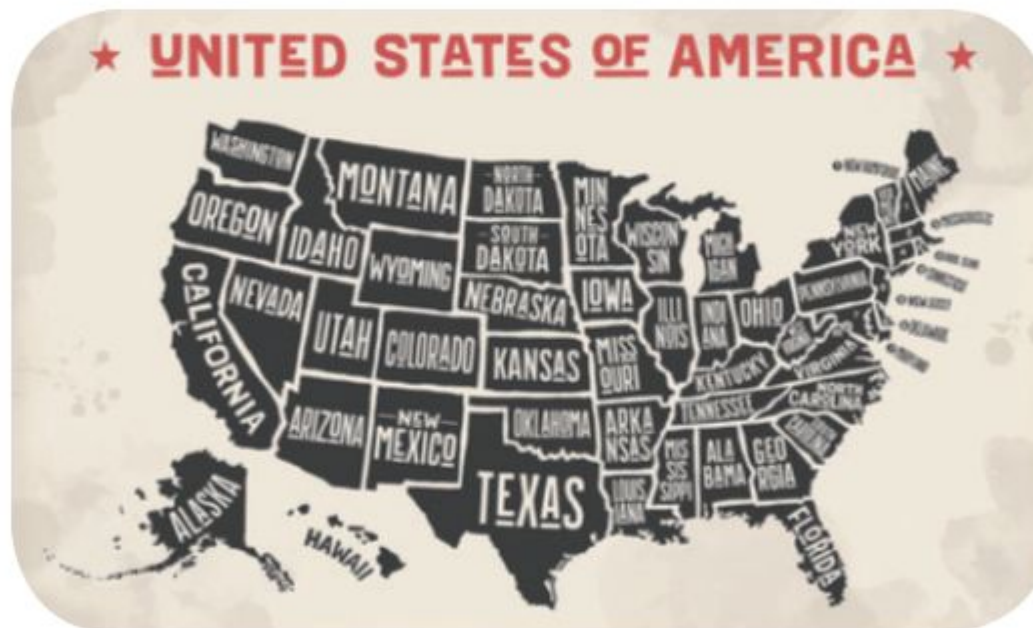 UNITED STATES OF AMERICA
WASHINGTON
MONTANA
NORTH
DAKOTA
MIN
NES
OTA
MAINE
OREGON
IDAHO
WYOMING
SOUTH
DAKOTA
WISCON
SIN
MICH
IGAN
NEW
YORK
CALIFORNIA
NEVADA
UTAH
COLORADO
NEBRASKA
IOWA
ILLI
NOIS
INDI
ANA
OHIO
PENNSYLVANIA
KANSAS
MISS
OURI
KENTUCKY
VIRGINIA
ARIZONA
NEW
MEXICO
OKLAHOMA
ARKA
NSAS
TENNESSEE
NORTH
CAROLINA
TEXAS
LOUIS
IANA
MIS
SIS
SIPPI
ALA
BAMA
GEO
RGIA
FLORIDA
ALASKA
HAWAII